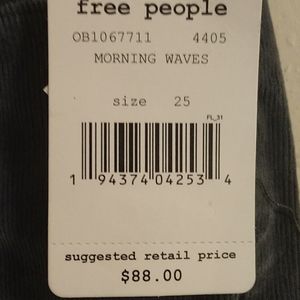 free people
OB1067711 4405
MORNING WAVES
size 25
FL_31
1 94374 04253 4
suggested retail price
$88.00